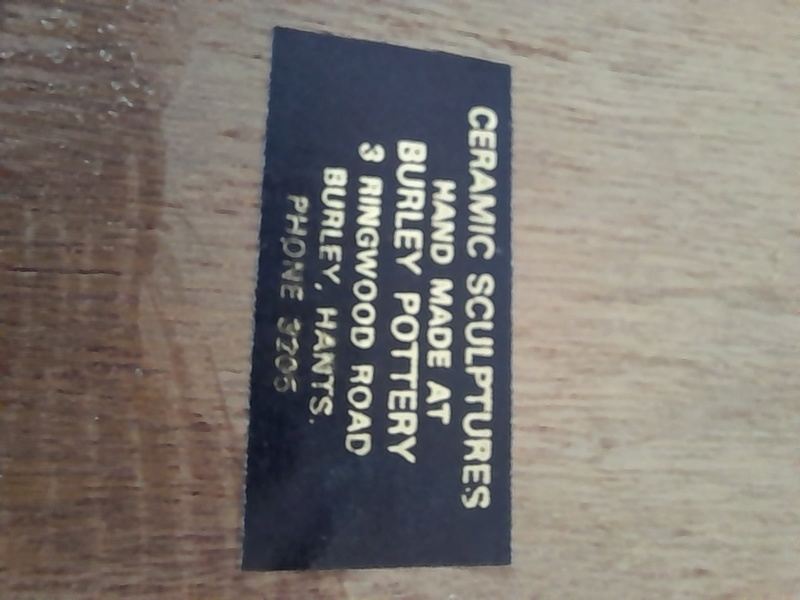 CERAMIC SCULPTURES
HAND MADE AT
BURLEY POTTERY
3 RINGWOOD ROAD
BURLEY, HANTS.
PHONE 3205